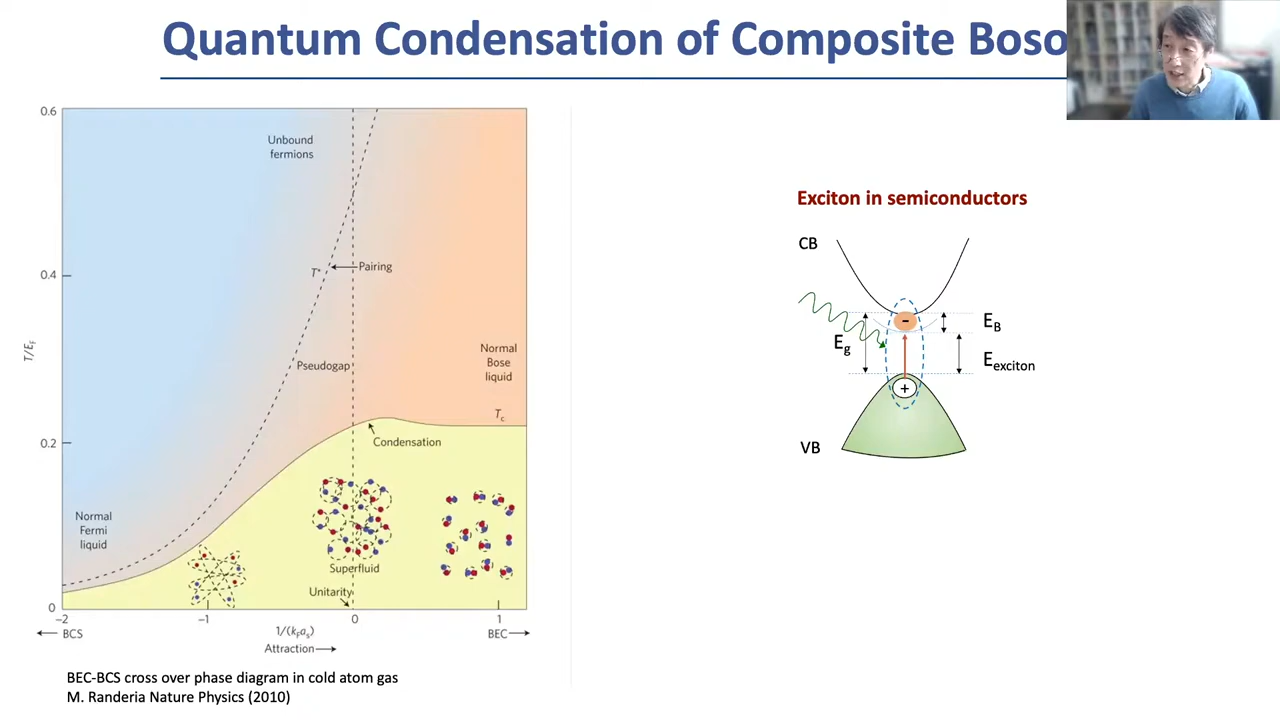 Quantum Condensation of Composite Boso
0.6
Unbound
fermions
0.4
T*
Pairing
T/E_F
Pseudogap
Normal
Bose
liquid
T_c
0.2
Condensation
Normal
Fermi
liquid
Superfluid
Unitarity
0
−2
−1
0
1
BCS
1/(k_F a_s)
BEC
Attraction
BEC-BCS cross over phase diagram in cold atom gas
M. Randeria Nature Physics (2010)
Exciton in semiconductors
CB
-
E_B
E_g
E_exciton
+
VB